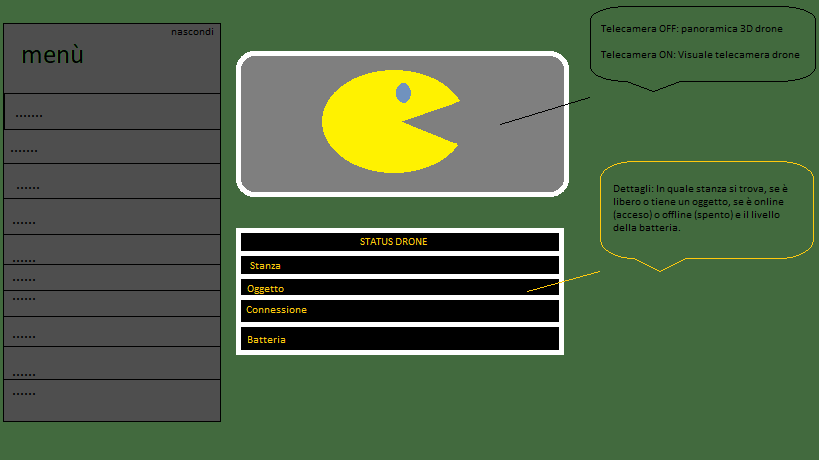 nascondi
menù
.......
.......
......
......
......
......
......
......
......
......
Telecamera OFF: panoramica 3D drone
Telecamera ON: Visuale telecamera drone
Dettagli: In quale stanza si trova, se è
libero o tiene un oggetto, se è online
(acceso) o offline (spento) e il livello
della batteria.
STATUS DRONE
Stanza
Oggetto
Connessione
Batteria